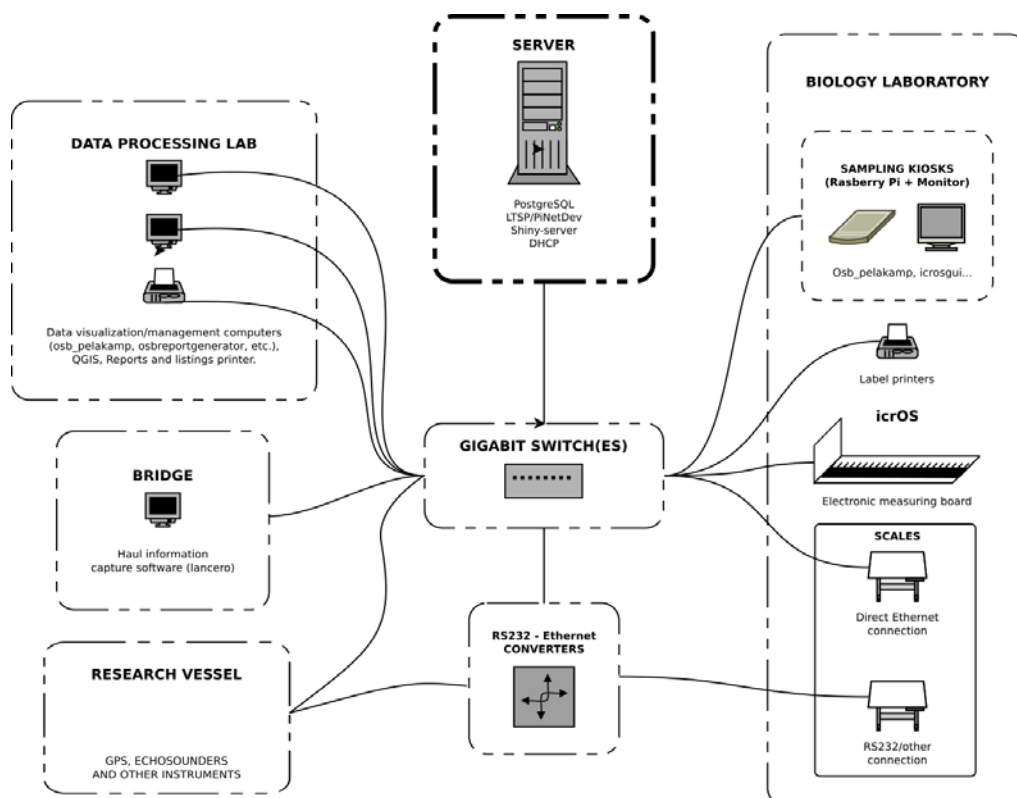 SERVER
PostgreSQL
LTSP/PiNetDev
Shiny-server
DHCP
DATA PROCESSING LAB
Data visualization/management computers
(osb_pelakamp, osbreportgenerator, etc.),
QGIS, Reports and listings printer.
BIOLOGY LABORATORY
SAMPLING KIOSKS
(Rasberry Pi + Monitor)
Osb_pelakamp, icrosgui...
Label printers
icrOS
Electronic measuring board
SCALES
Direct Ethernet
connection
RS232/other
connection
GIGABIT SWITCH(ES)
BRIDGE
Haul information
capture software (lancero)
RS232 - Ethernet
CONVERTERS
RESEARCH VESSEL
GPS, ECHOSOUNDERS
AND OTHER INSTRUMENTS